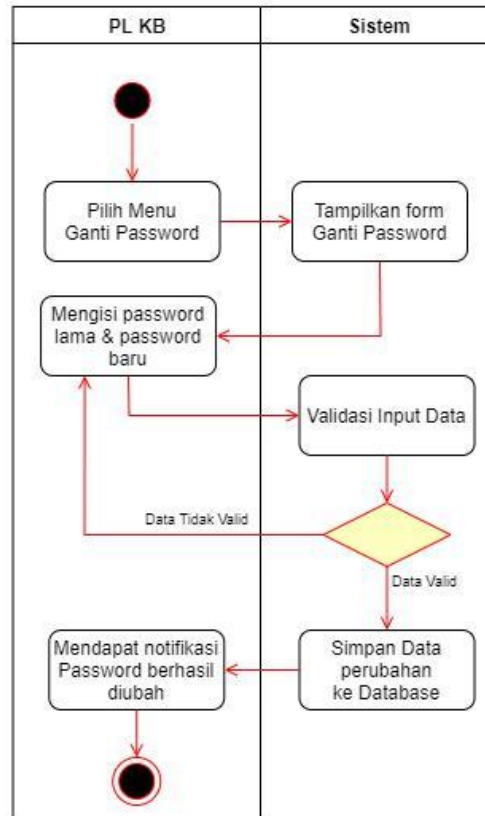 PL KB
Sistem
Pilih Menu
Ganti Password
Tampilkan form
Ganti Password
Mengisi password
lama & password
baru
Validasi Input Data
Data Tidak Valid
Data Valid
Simpan Data
perubahan
ke Database
Mendapat notifikasi
Password berhasil
diubah